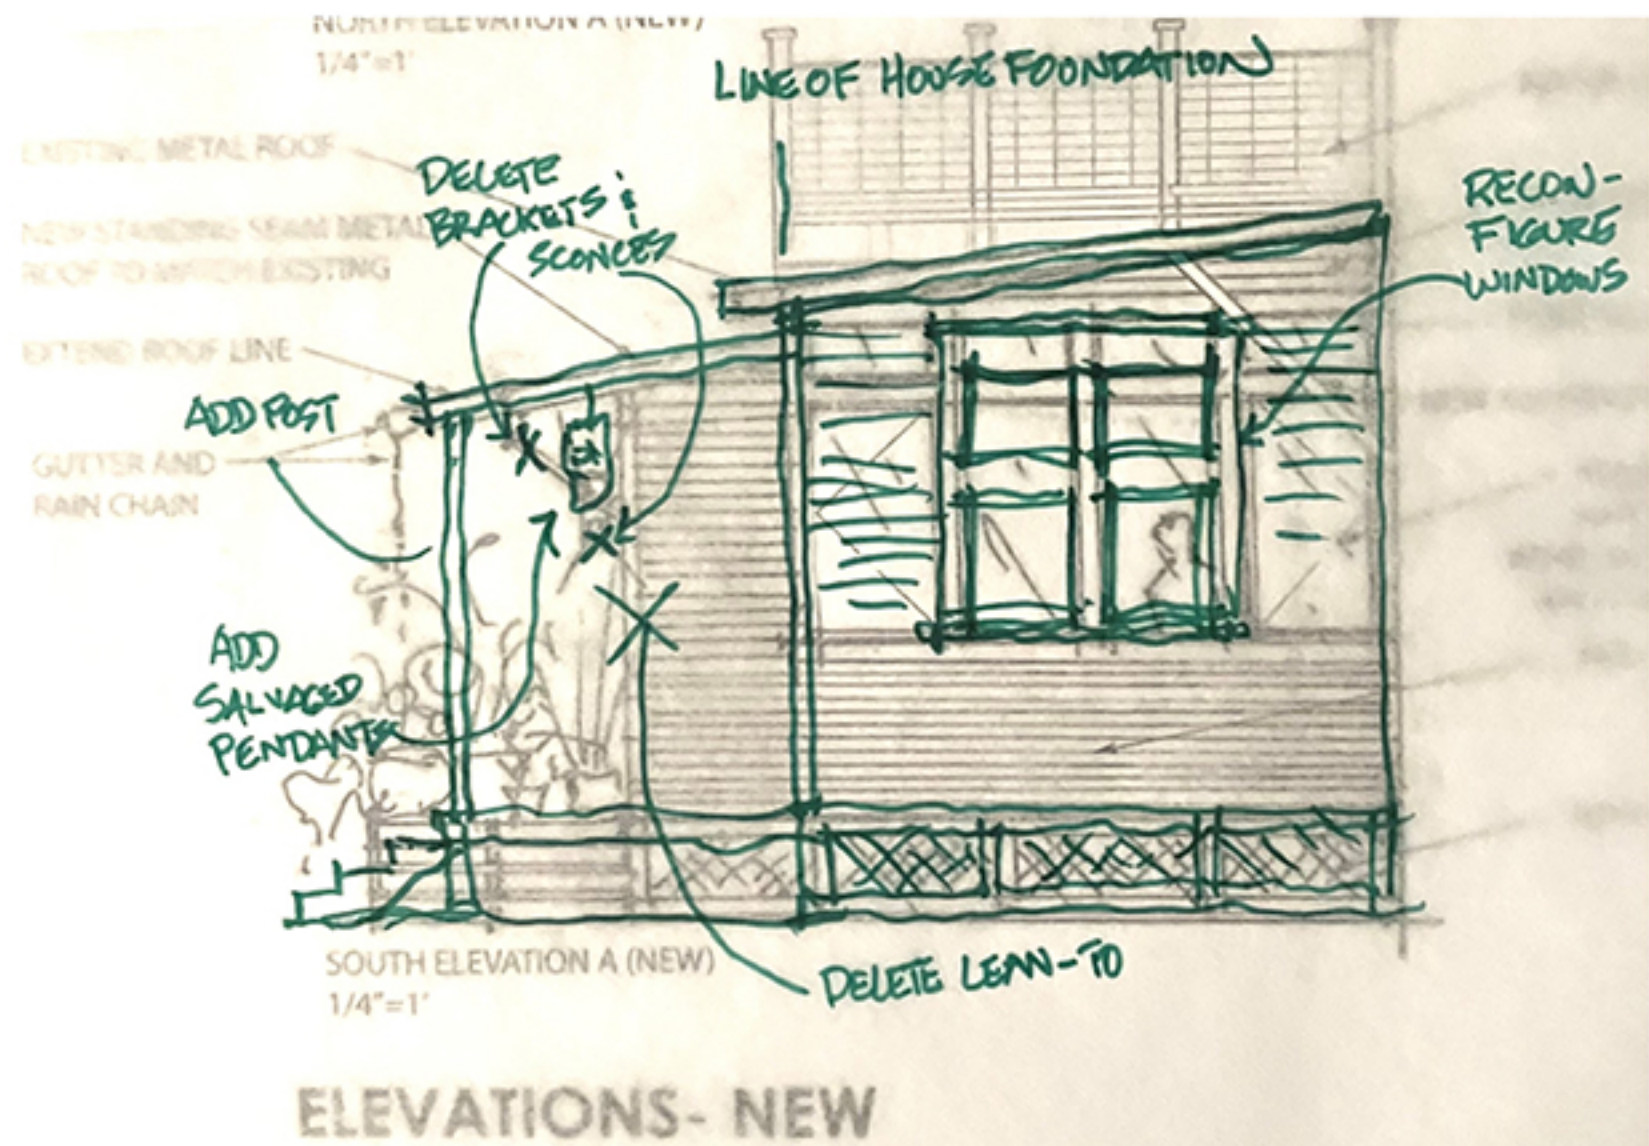 NORTH ELEVATION A (NEW)
1/4"=1'
LINE OF HOUSE FOUNDATION
EXISTING METAL ROOF
DELETE
BRACKETS &
SCONCES
NEW STANDING SEAM METAL
ROOF TO MATCH EXISTING
RECON-
FIGURE
WINDOWS
EXTEND ROOF LINE
ADD POST
GUTTER AND
RAIN CHAIN
ADD
SALVAGED
PENDANTS
SOUTH ELEVATION A (NEW)
1/4"=1'
DELETE LEAN-TO
ELEVATIONS- NEW